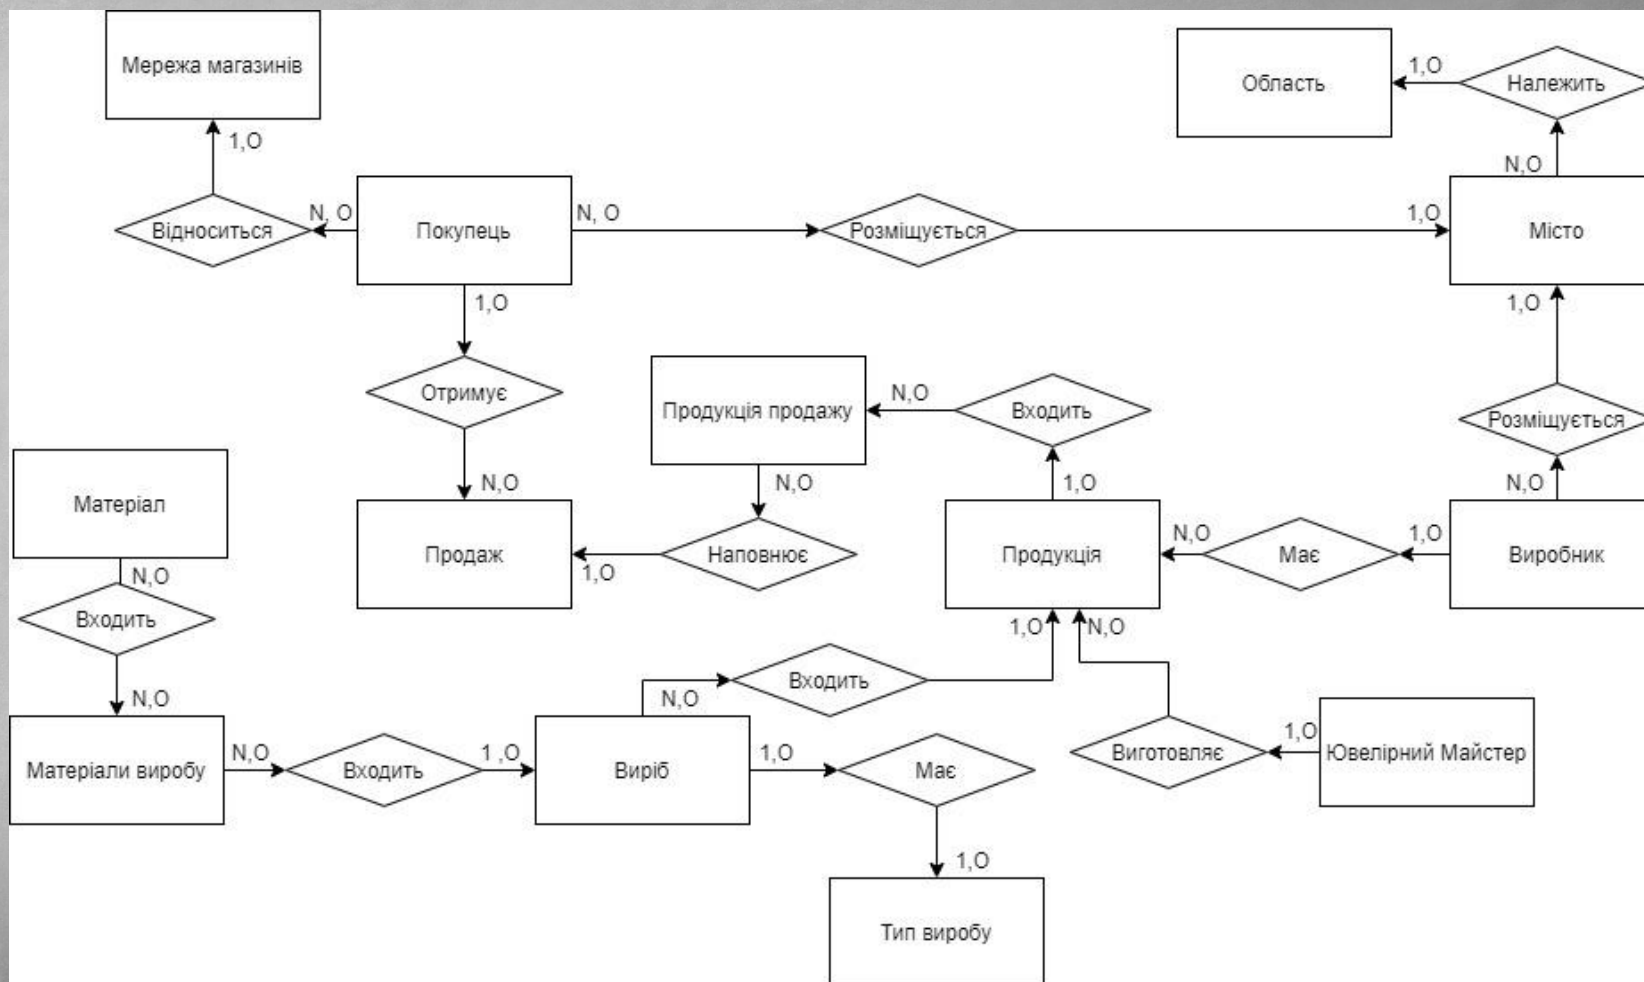 Мережа магазинів
Область
1,О
Належить
1,О
N,О
Відноситься
N, О
Покупець
N, О
Розміщується
1,О
Місто
1,О
1,О
Отримує
Продукція продажу
N,О
Входить
Розміщується
N,О
N,О
1,О
N,О
Матеріал
Продаж
1,О
Наповнює
Продукція
N,О
Має
1,О
Виробник
N,О
Входить
1,О
N,О
N,О
N,О
Входить
1,О
Матеріали виробу
N,О
Входить
1 ,О
Виріб
1,О
Має
Виготовляє
Ювелірний Майстер
1,О
Тип виробу